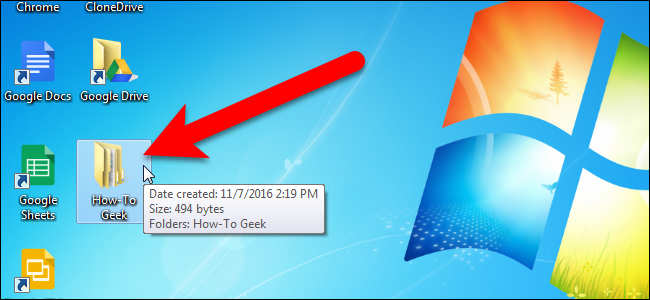 Chrome
CloneDrive
Google Docs
Google Drive
Google
Sheets
How-To
Geek
Date created: 11/7/2016 2:19 PM
Size: 494 bytes
Folders: How-To Geek